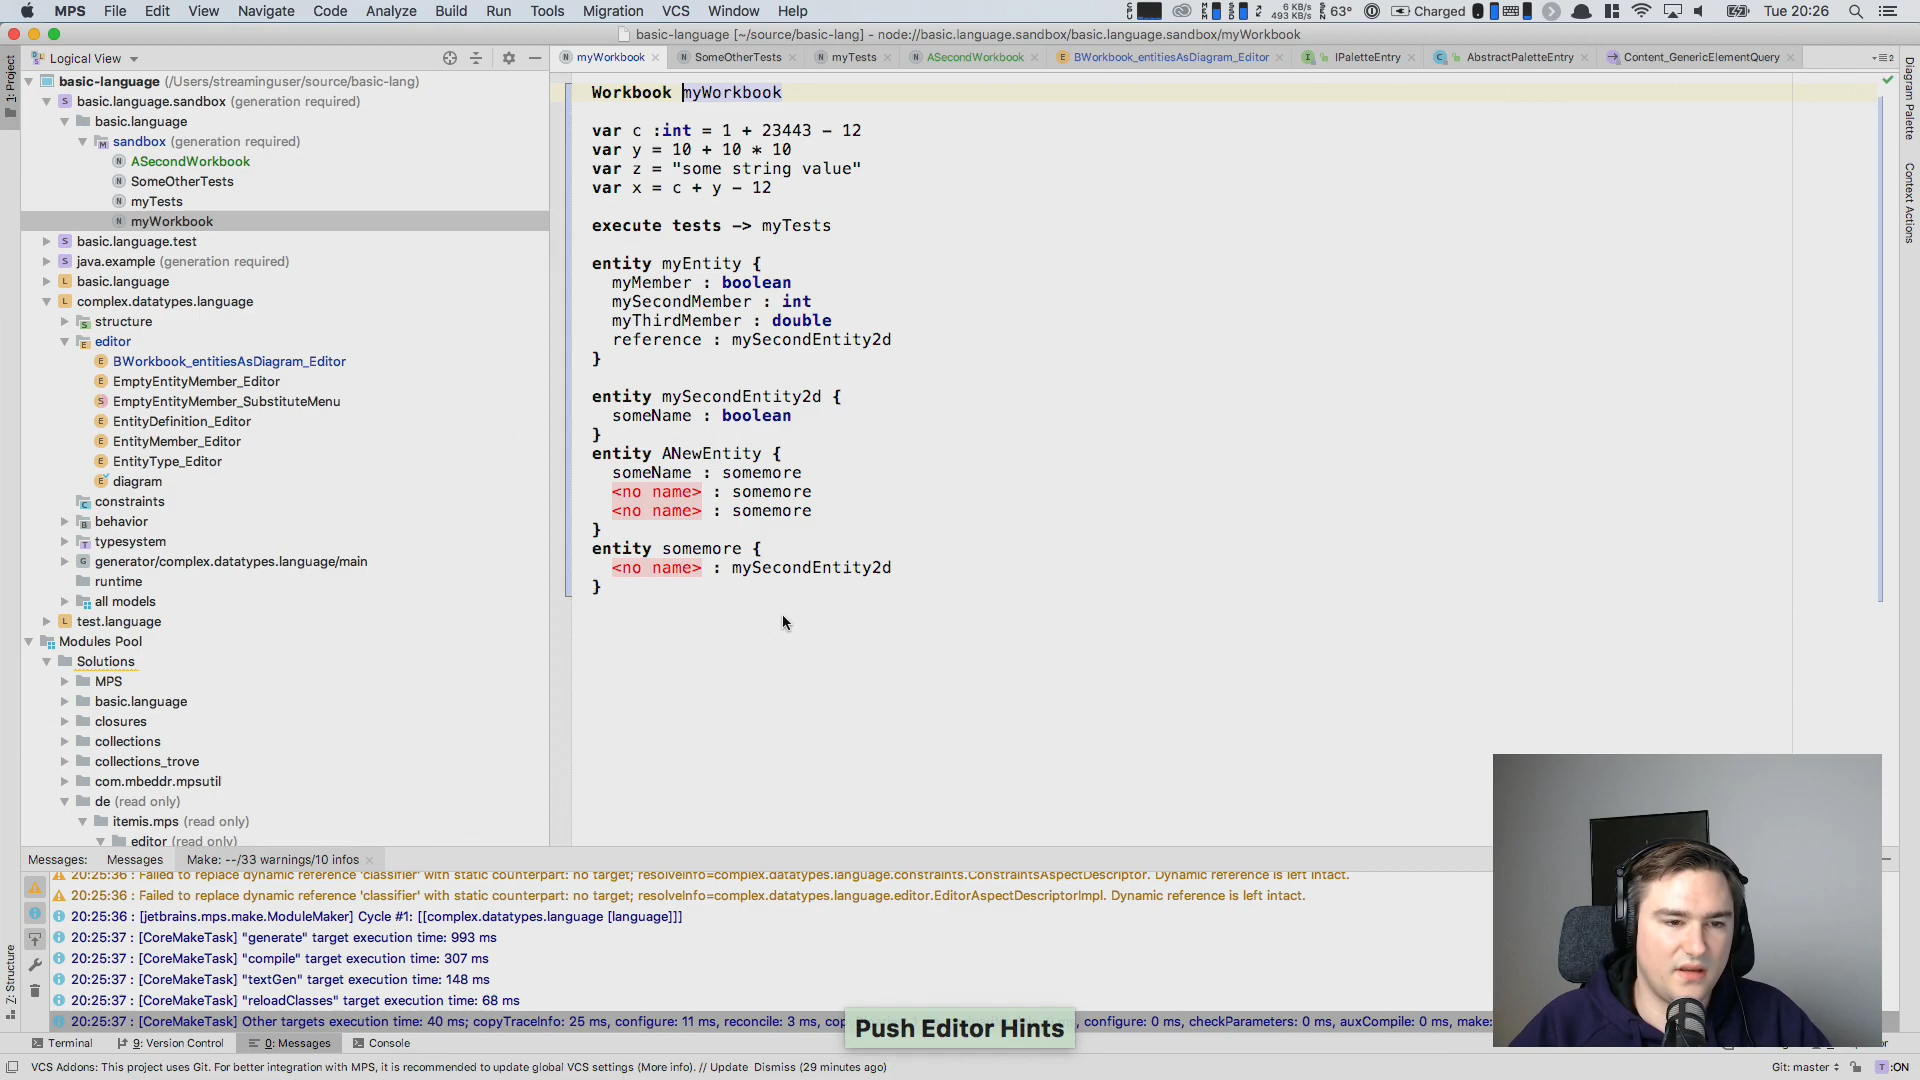 MPS File Edit View Navigate Code Analyze Build Run Tools Migration VCS Window Help
6 KB/s
493 KB/s
63° Charged Tue 20:26
basic-language [~/source/basic-lang] - node://basic.language.sandbox/basic.language.sandbox/myWorkbook
1: Project
Logical View
basic-language (/Users/streaminguser/source/basic-lang)
basic.language.sandbox (generation required)
basic.language
sandbox (generation required)
ASecondWorkbook
SomeOtherTests
myTests
myWorkbook
basic.language.test
java.example (generation required)
basic.language
complex.datatypes.language
structure
editor
BWorkbook_entitiesAsDiagram_Editor
EmptyEntityMember_Editor
EmptyEntityMember_SubstituteMenu
EntityDefinition_Editor
EntityMember_Editor
EntityType_Editor
diagram
constraints
behavior
typesystem
generator/complex.datatypes.language/main
runtime
all models
test.language
Modules Pool
Solutions
MPS
basic.language
closures
collections
collections_trove
com.mbeddr.mpsutil
de (read only)
itemis.mps (read only)
editor (read only)
myWorkbook SomeOtherTests myTests ASecondWorkbook BWorkbook_entitiesAsDiagram_Editor IPaletteEntry AbstractPaletteEntry Content_GenericElementQuery
Workbook myWorkbook
var c :int = 1 + 23443 - 12
var y = 10 + 10 * 10
var z = "some string value"
var x = c + y - 12
execute tests -> myTests
entity myEntity {
myMember : boolean
mySecondMember : int
myThirdMember : double
reference : mySecondEntity2d
}
entity mySecondEntity2d {
someName : boolean
}
entity ANewEntity {
someName : somemore
<no name> : somemore
<no name> : somemore
}
entity somemore {
<no name> : mySecondEntity2d
}
Diagram Palette
Context Actions
Messages: Messages Make: --/33 warnings/10 infos
20:25:36 : Failed to replace dynamic reference 'classifier' with static counterpart: no target; resolveInfo=complex.datatypes.language.constraints.ConstraintsAspectDescriptor. Dynamic reference is left intact.
20:25:36 : Failed to replace dynamic reference 'classifier' with static counterpart: no target; resolveInfo=complex.datatypes.language.editor.EditorAspectDescriptorImpl. Dynamic reference is left intact.
20:25:36 : [jetbrains.mps.make.ModuleMaker] Cycle #1: [[complex.datatypes.language [language]]]
20:25:37 : [CoreMakeTask] "generate" target execution time: 993 ms
20:25:37 : [CoreMakeTask] "compile" target execution time: 307 ms
20:25:37 : [CoreMakeTask] "textGen" target execution time: 148 ms
20:25:37 : [CoreMakeTask] "reloadClasses" target execution time: 68 ms
20:25:37 : [CoreMakeTask] Other targets execution time: 40 ms; copyTraceInfo: 25 ms, configure: 11 ms, reconcile: 3 ms, configure: 0 ms, checkParameters: 0 ms, auxCompile: 0 ms, make:
Push Editor Hints
Z: Structure
Terminal 9: Version Control 0: Messages Console
VCS Addons: This project uses Git. For better integration with MPS, it is recommended to update global VCS settings (More info). // Update Dismiss (29 minutes ago)
Git: master T :ON